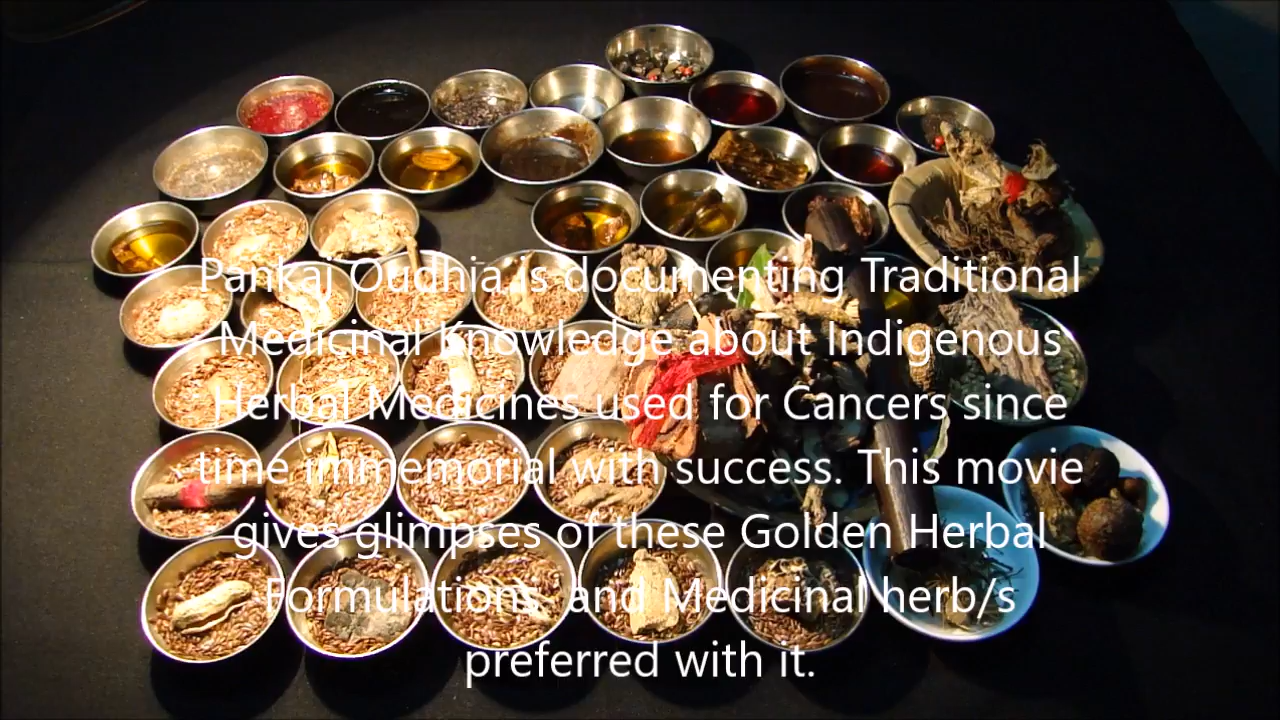 Pankaj Oudhia is documenting Traditional
Medicinal Knowledge about Indigenous
Herbal Medicines used for Cancers since
time immemorial with success. This movie
gives glimpses of these Golden Herbal
Formulations  and Medicinal herb/s
preferred with it.